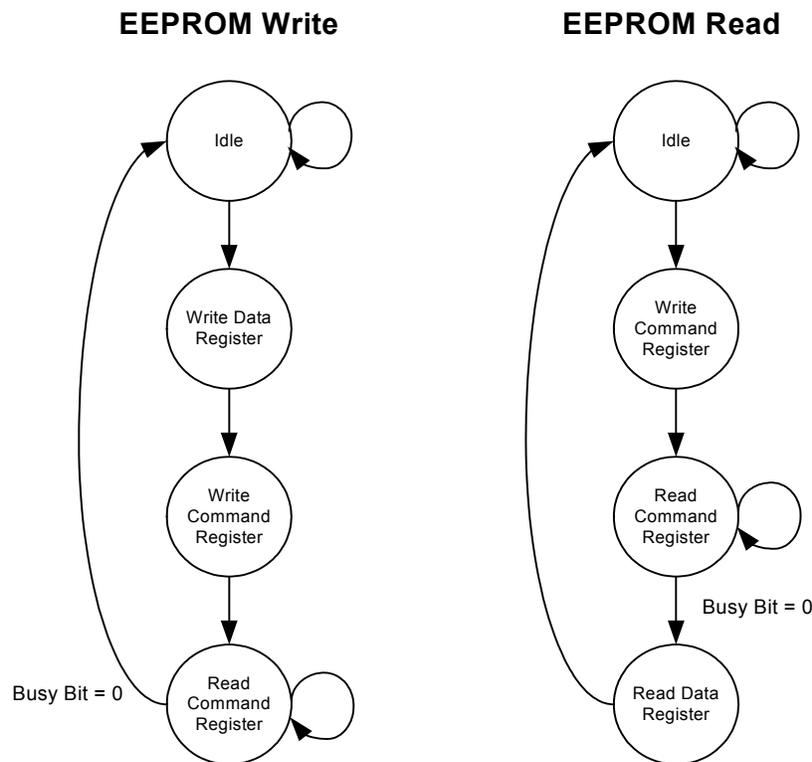 EEPROM Write
Idle
Write Data
Register
Write
Command
Register
Read
Command
Register
Busy Bit = 0
EEPROM Read
Idle
Write
Command
Register
Read
Command
Register
Busy Bit = 0
Read Data
Register